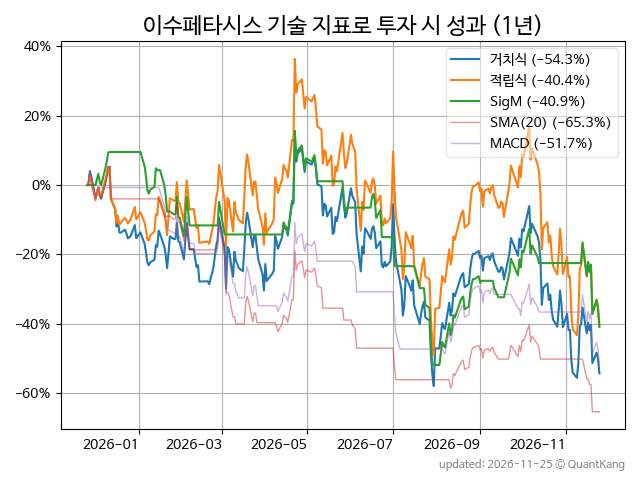 이수페타시스 기술 지표로 투자 시 성과 (1년)
40%
20%
0%
−20%
−40%
−60%
거치식 (−54.3%)
적립식 (−40.4%)
SigM (−40.9%)
SMA(20) (−65.3%)
MACD (−51.7%)
2026-01
2026-03
2026-05
2026-07
2026-09
2026-11
updated: 2026-11-25 ⓒ QuantKang